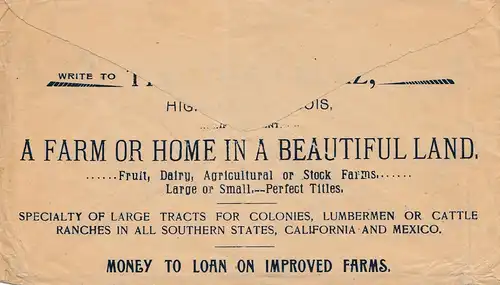 WRITE TO
A FARM OR HOME IN A BEAUTIFUL LAND.
......Fruit, Dairy, Agricultural or Stock Farms.......
Large or Small.--Perfect Titles.
SPECIALTY OF LARGE TRACTS FOR COLONIES, LUMBERMEN OR CATTLE
RANCHES IN ALL SOUTHERN STATES, CALIFORNIA AND MEXICO.
MONEY TO LOAN ON IMPROVED FARMS.